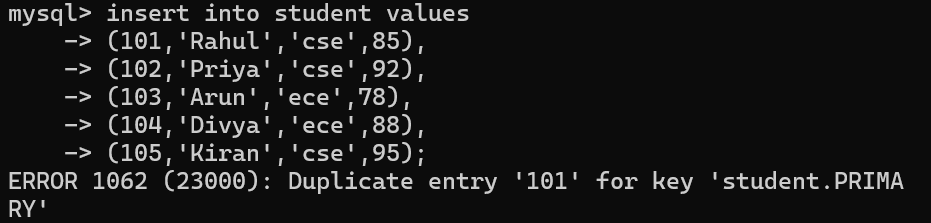 mysql> insert into student values
    -> (101,'Rahul','cse',85),
    -> (102,'Priya','cse',92),
    -> (103,'Arun','ece',78),
    -> (104,'Divya','ece',88),
    -> (105,'Kiran','cse',95);
ERROR 1062 (23000): Duplicate entry '101' for key 'student.PRIMA
RY'